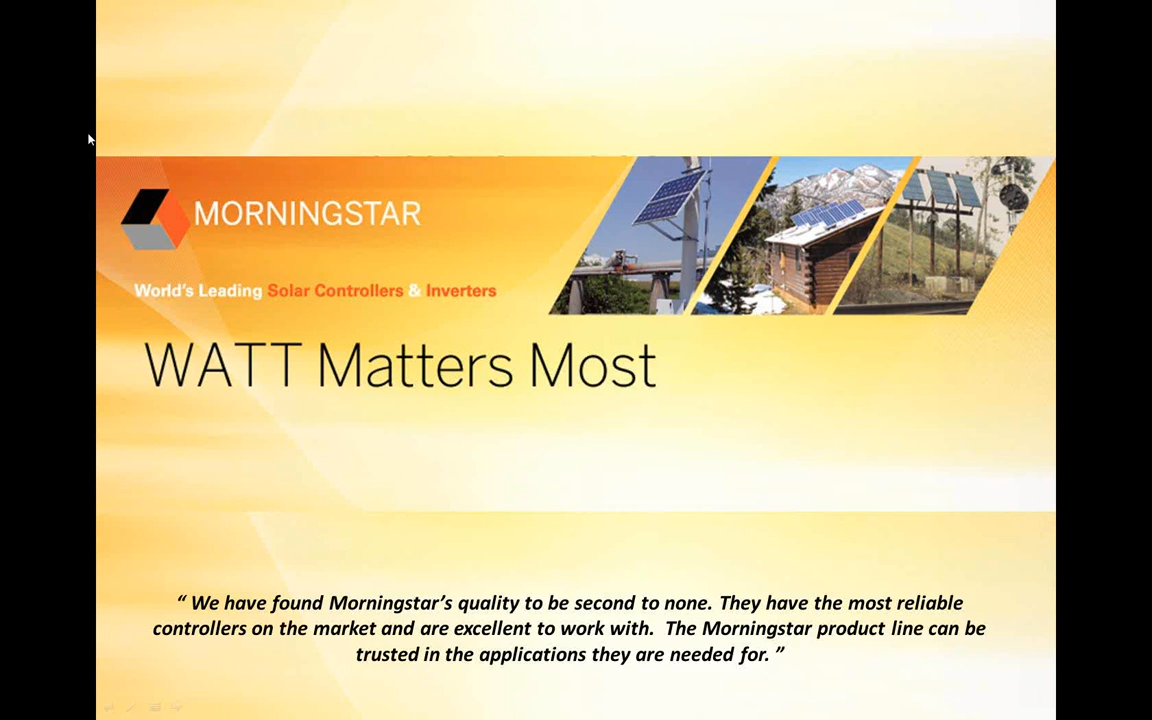 MORNINGSTAR
World's Leading Solar Controllers & Inverters
WATT Matters Most
“ We have found Morningstar’s quality to be second to none. They have the most reliable
controllers on the market and are excellent to work with.  The Morningstar product line can be
trusted in the applications they are needed for. ”